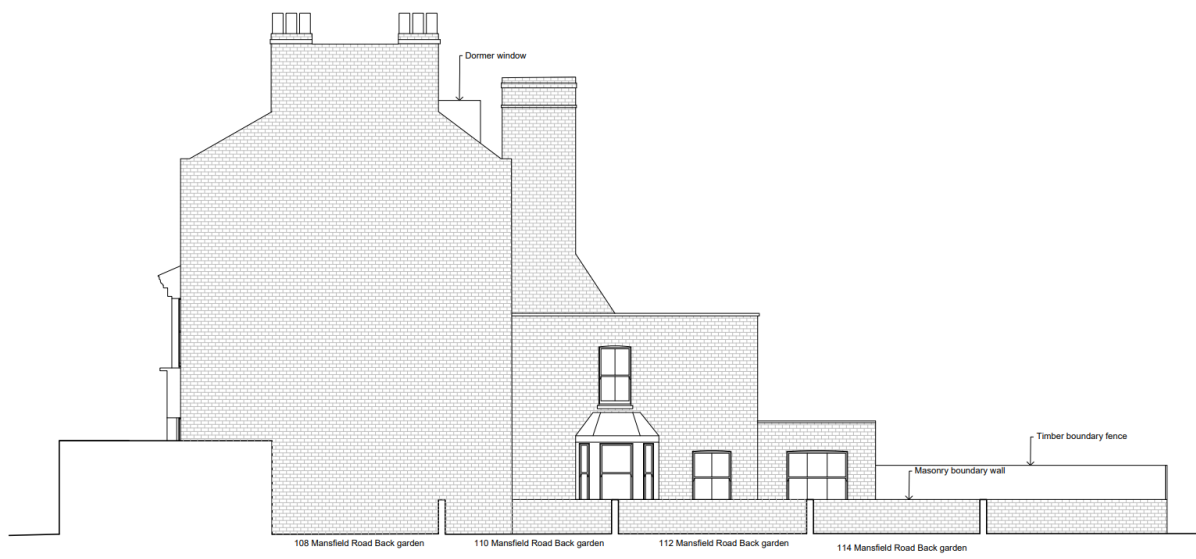 Dormer window
Timber boundary fence
Masonry boundary wall
108 Mansfield Road Back garden
110 Mansfield Road Back garden
112 Mansfield Road Back garden
114 Mansfield Road Back garden